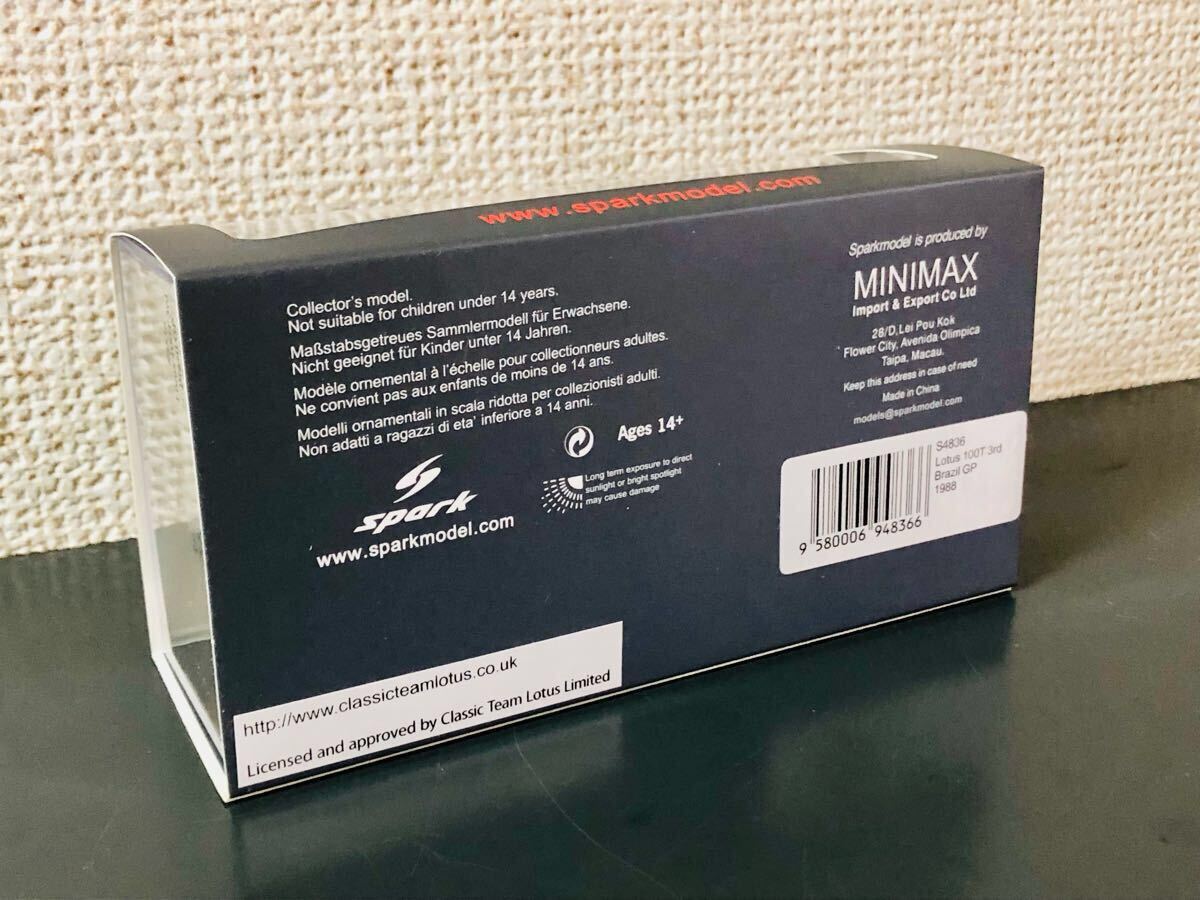 www.sparkmodel.com
Collector's model.
Not suitable for children under 14 years.
Maßstabsgetreues Sammlermodell für Erwachsene.
Nicht geeignet für Kinder unter 14 Jahren.
Modèle ornemental à l'échelle pour collectionneurs adultes.
Ne convient pas aux enfants de moins de 14 ans.
Modelli ornamentali in scala ridotta per collezionisti adulti.
Non adatti a ragazzi di eta' inferiore a 14 anni.
Ages 14+
Long term exposure to direct
sunlight or bright spotlight
may cause damage
spark
www.sparkmodel.com
Sparkmodel is produced by
MINIMAX
Import & Export Co Ltd
28/D,Lei Pou Kok
Flower City, Avenida Olimpica
Taipa, Macau.
Keep this address in case of need
Made in China
models@sparkmodel.com
S4836
Lotus 100T 3rd
Brazil GP
1988
9 580006 948366
http://www.classicteamlotus.co.uk
Licensed and approved by Classic Team Lotus Limited